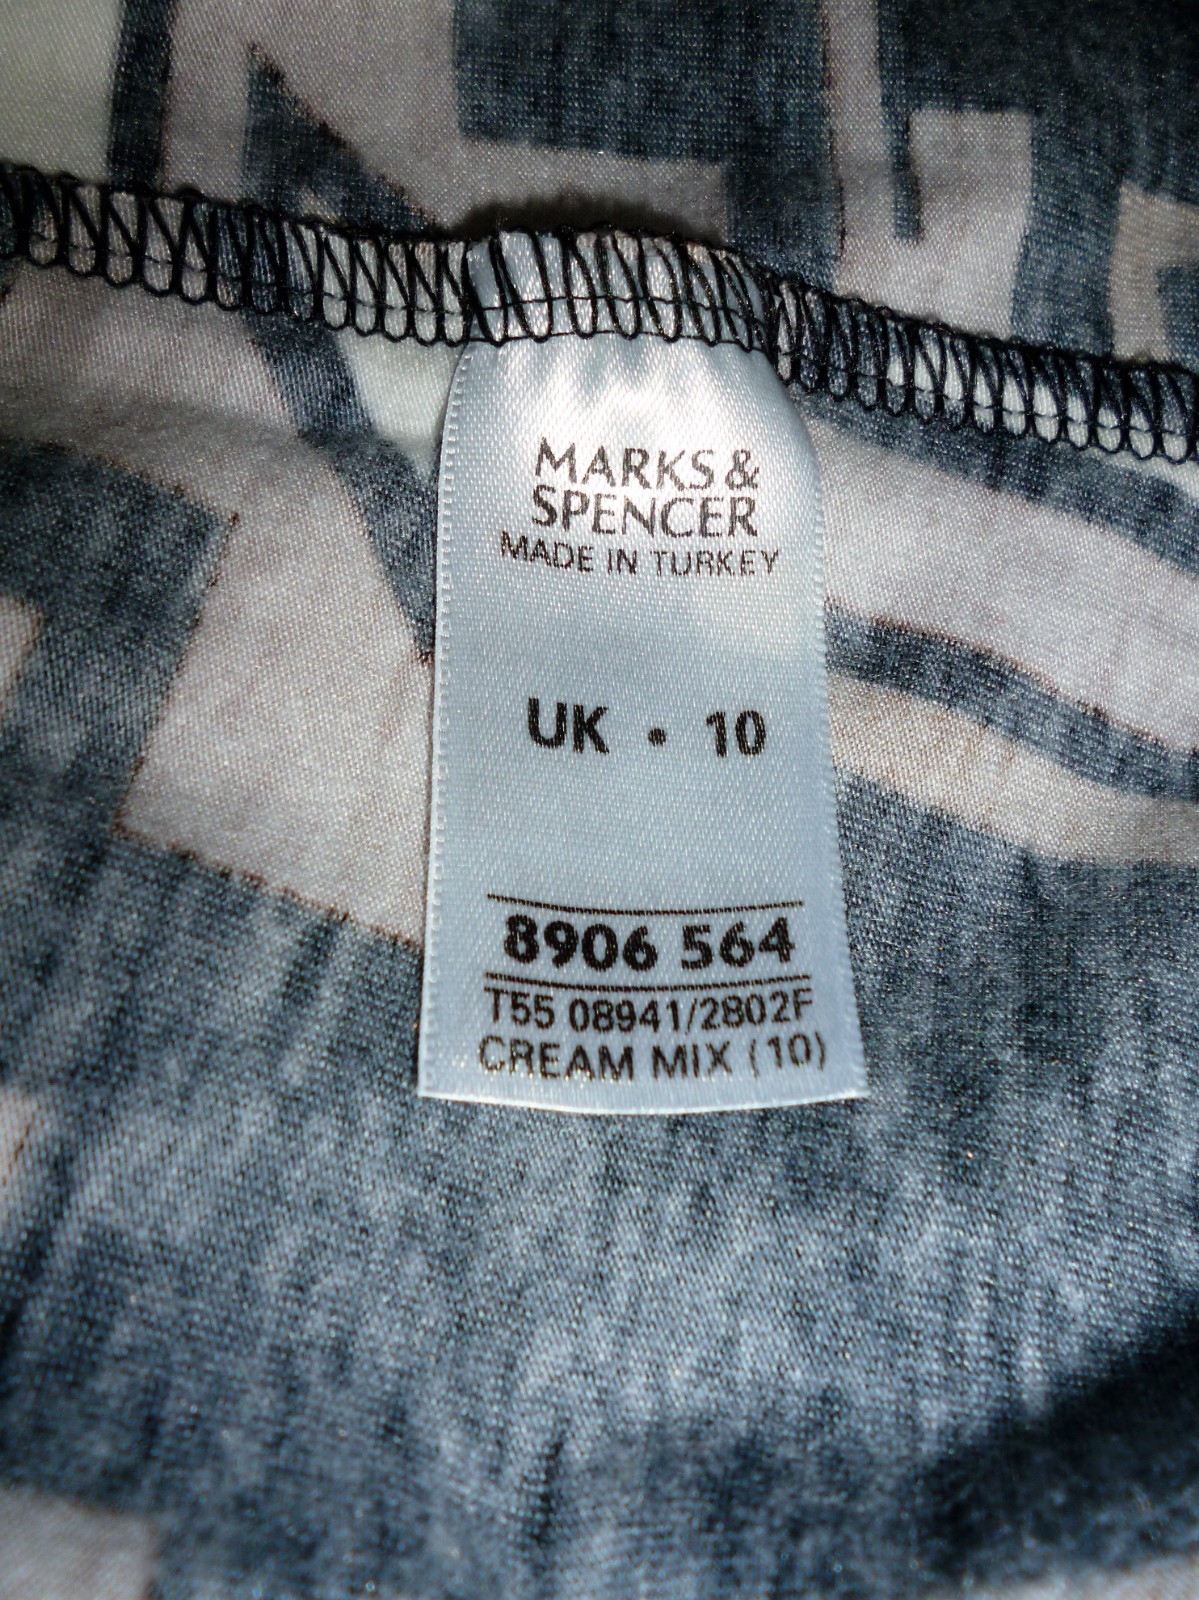 MARKS &
SPENCER
MADE IN TURKEY
UK • 10
8906 564
T55 08941/2802F
CREAM MIX (10)